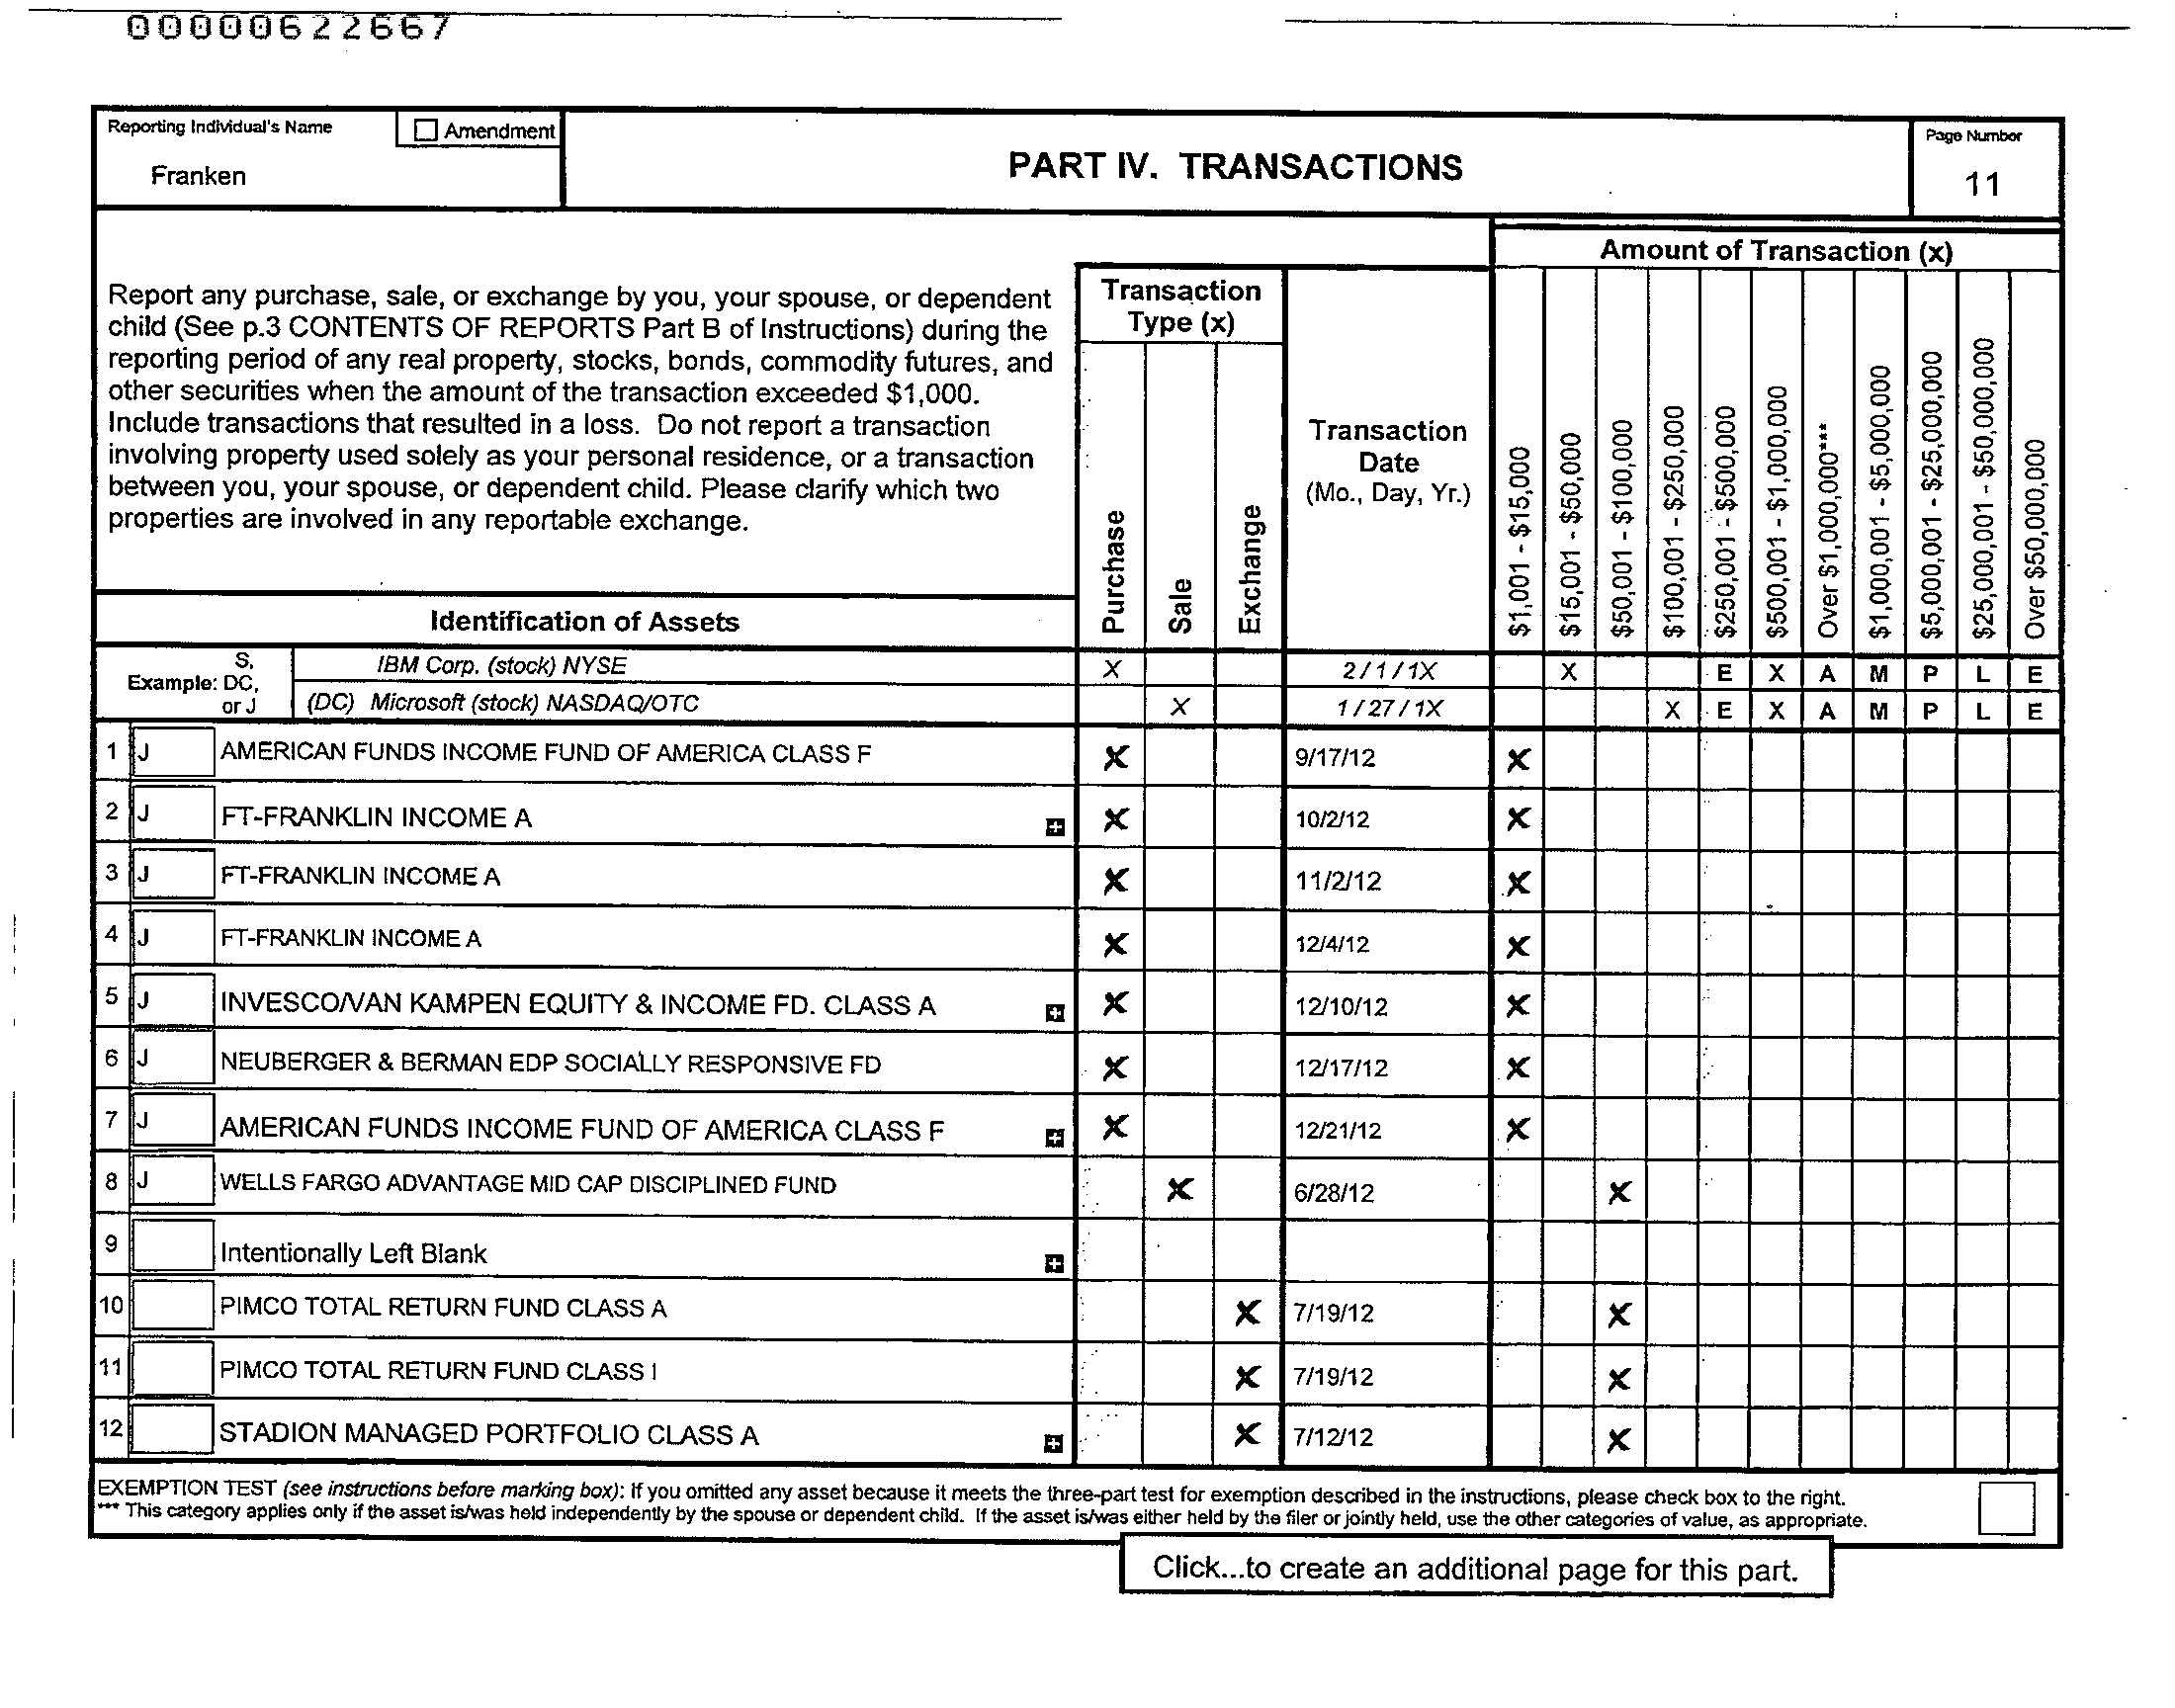 00000622667
Reporting Individual's Name
Amendment
Franken
PART IV. TRANSACTIONS
Page Number
11
Report any purchase, sale, or exchange by you, your spouse, or dependent
child (See p.3 CONTENTS OF REPORTS Part B of Instructions) during the
reporting period of any real property, stocks, bonds, commodity futures, and
other securities when the amount of the transaction exceeded $1,000.
Include transactions that resulted in a loss. Do not report a transaction
involving property used solely as your personal residence, or a transaction
between you, your spouse, or dependent child. Please clarify which two
properties are involved in any reportable exchange.
Identification of Assets
Transaction
Type (x)
Purchase
Sale
Exchange
Transaction
Date
(Mo., Day, Yr.)
Amount of Transaction (x)
$1,001 - $15,000
$15,001 - $50,000
$50,001 - $100,000
$100,001 - $250,000
$250,001 - $500,000
$500,001 - $1,000,000
Over $1,000,000***
$1,000,001 - $5,000,000
$5,000,001 - $25,000,000
$25,000,001 - $50,000,000
Over $50,000,000
Example: S, DC, or J
IBM Corp. (stock) NYSE X 2/1/1X X E X A M P L E
(DC) Microsoft (stock) NASDAQ/OTC X 1/27/1X X E X A M P L E
1 J AMERICAN FUNDS INCOME FUND OF AMERICA CLASS F X 9/17/12 X
2 J FT-FRANKLIN INCOME A X 10/2/12 X
3 J FT-FRANKLIN INCOME A X 11/2/12 X
4 J FT-FRANKLIN INCOME A X 12/4/12 X
5 J INVESCO/VAN KAMPEN EQUITY & INCOME FD. CLASS A X 12/10/12 X
6 J NEUBERGER & BERMAN EDP SOCIALLY RESPONSIVE FD X 12/17/12 X
7 J AMERICAN FUNDS INCOME FUND OF AMERICA CLASS F X 12/21/12 X
8 J WELLS FARGO ADVANTAGE MID CAP DISCIPLINED FUND X 6/28/12 X
9 Intentionally Left Blank
10 PIMCO TOTAL RETURN FUND CLASS A X 7/19/12 X
11 PIMCO TOTAL RETURN FUND CLASS I X 7/19/12 X
12 STADION MANAGED PORTFOLIO CLASS A X 7/12/12 X
EXEMPTION TEST (see instructions before marking box): If you omitted any asset because it meets the three-part test for exemption described in the instructions, please check box to the right.
*** This category applies only if the asset is/was held independently by the spouse or dependent child. If the asset is/was either held by the filer or jointly held, use the other categories of value, as appropriate.
Click...to create an additional page for this part.